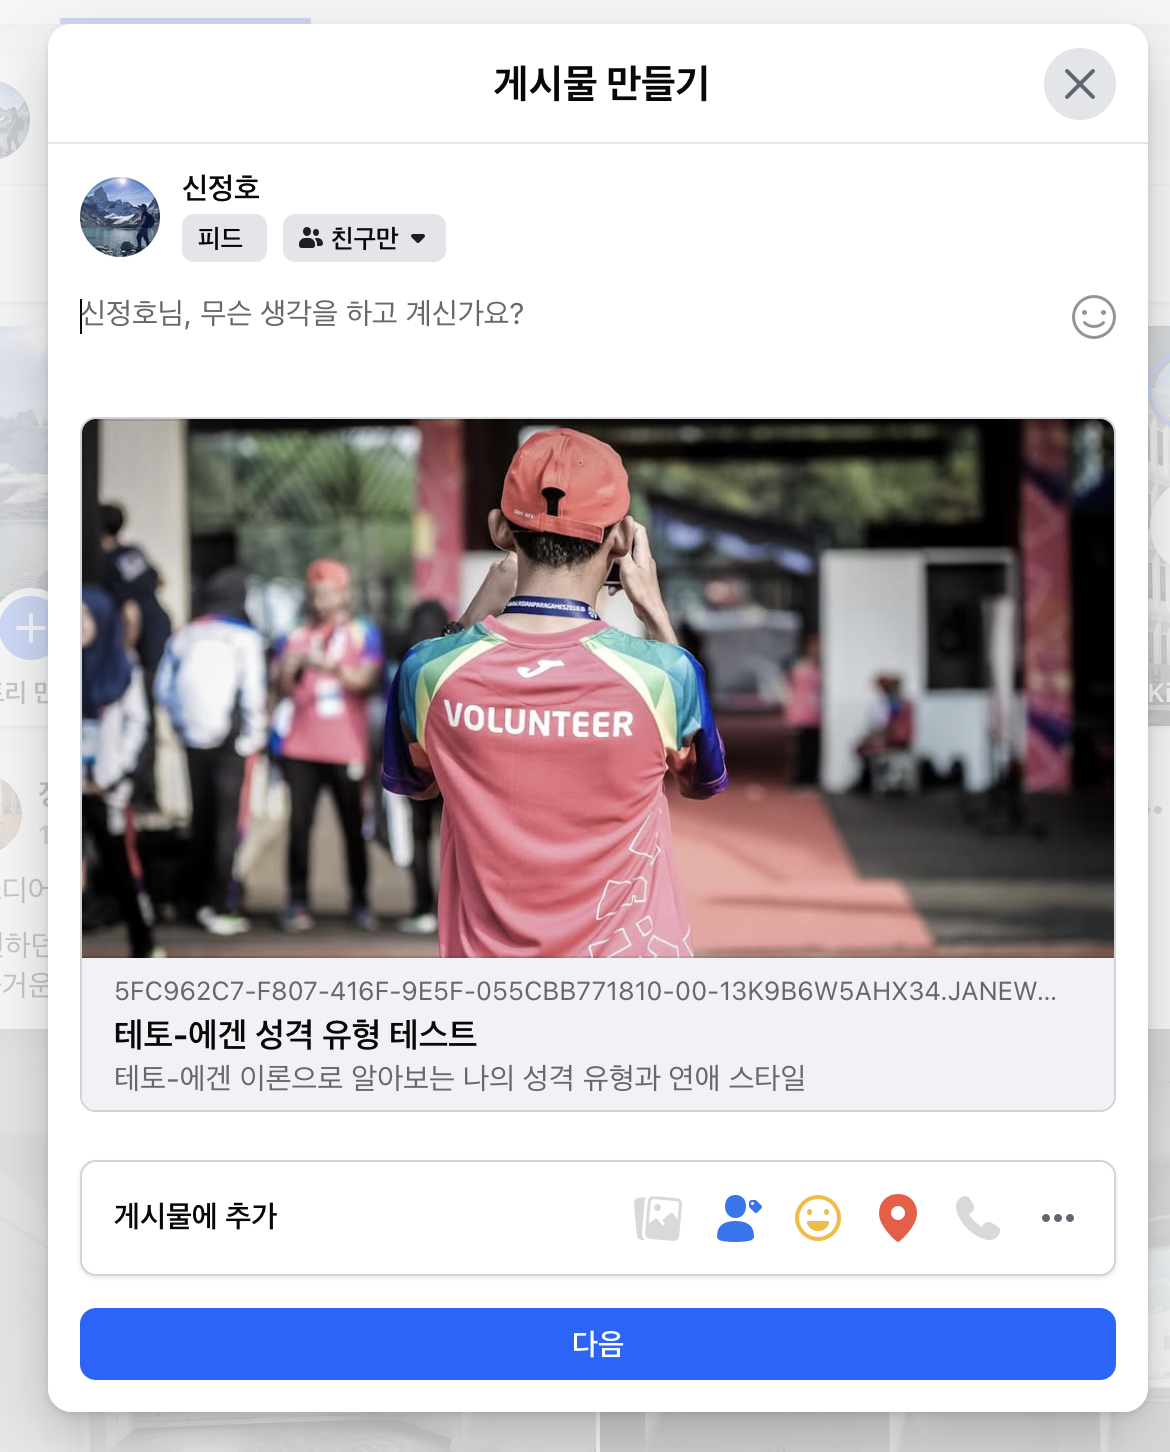 게시물 만들기
신정호
피드
친구만
신정호님, 무슨 생각을 하고 계신가요?
WWW.ASIANPARAGAMES2018.ID
VOLUNTEER
5FC962C7-F807-416F-9E5F-055CBB771810-00-13K9B6W5AHX34.JANEW...
테토-에겐 성격 유형 테스트
테토-에겐 이론으로 알아보는 나의 성격 유형과 연애 스타일
게시물에 추가
다음